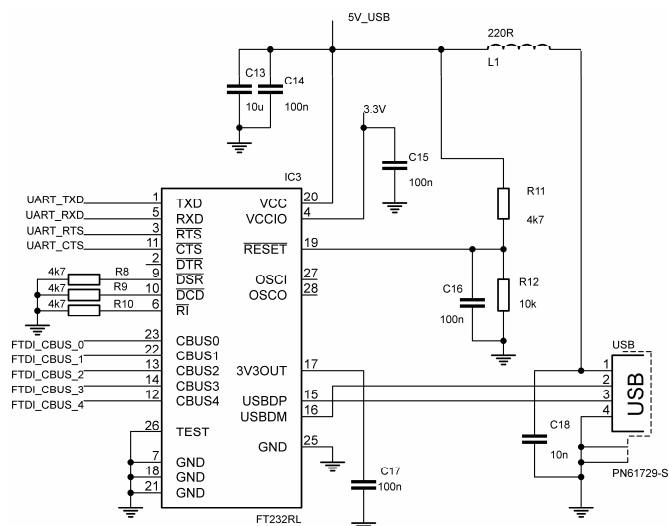 5V_USB
220R
L1
C13
10u
C14
100n
3.3V
C15
100n
IC3
UART_TXD 1 TXD VCC 20
UART_RXD 5 RXD VCCIO 4
UART_RTS 3 RTS RESET 19
UART_CTS 11 CTS
2 DTR OSCI 27
4k7 R8 9 DSR OSCO 28
4k7 R9 10 DCD
4k7 R10 6 RI
R11
4k7
C16
100n
R12
10k
FTDI_CBUS_0 23 CBUS0
FTDI_CBUS_1 22 CBUS1
FTDI_CBUS_2 13 CBUS2 3V3OUT 17
FTDI_CBUS_3 14 CBUS3
FTDI_CBUS_4 12 CBUS4 USBDP 15
USBDM 16
26 TEST
GND 25
7 GND
18 GND
21 GND
FT232RL
C17
100n
C18
10n
USB
1
2
3
4
USB
PN61729-S